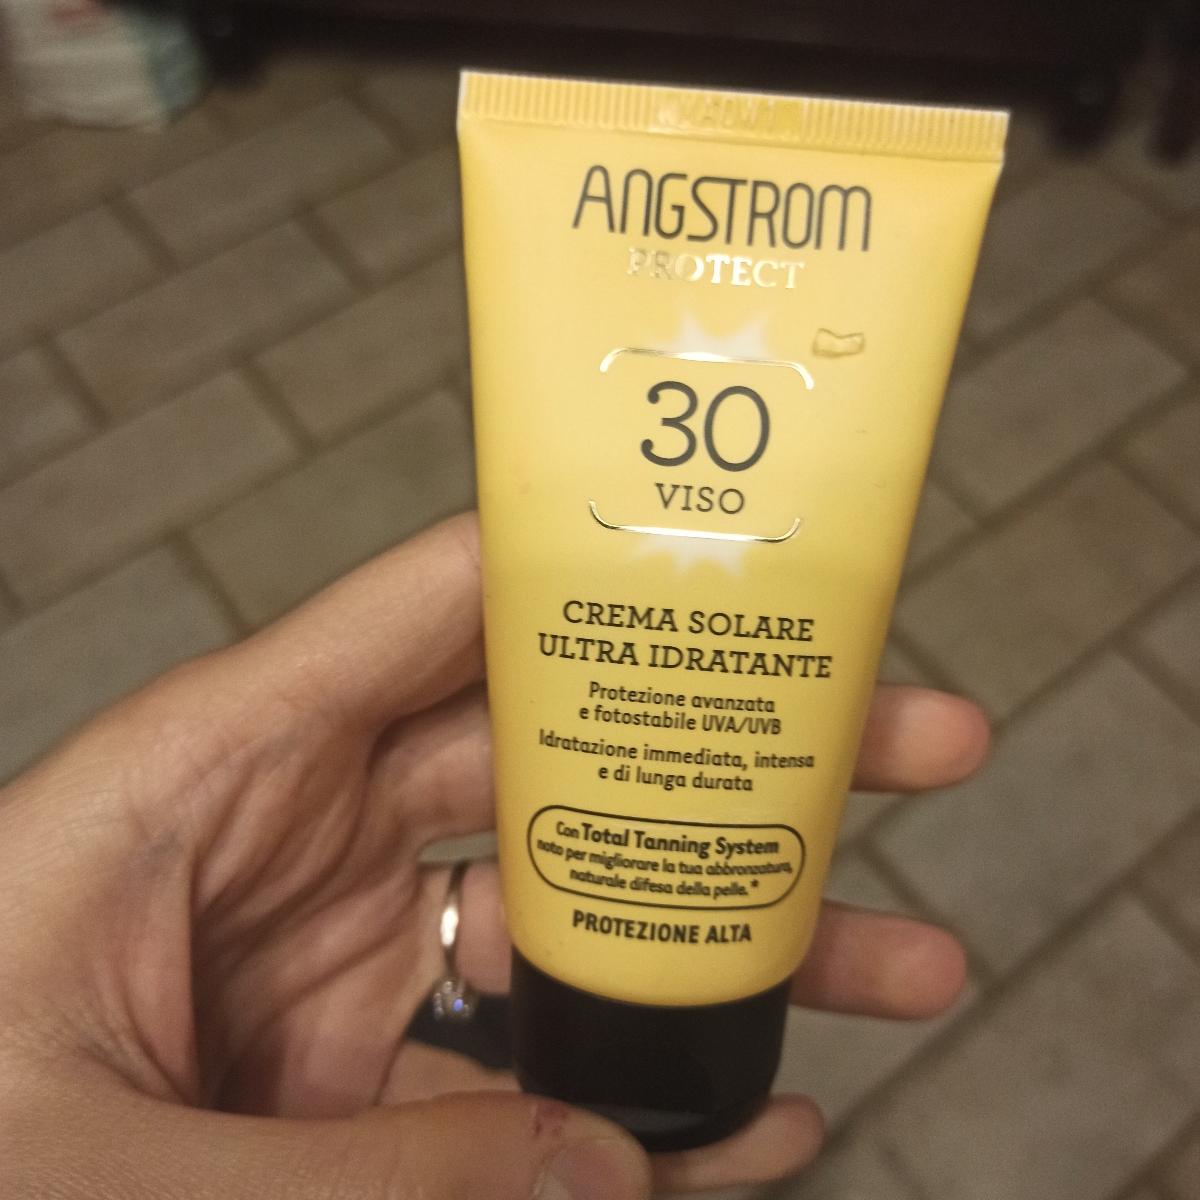 ANGSTROM
PROTECT
30
VISO
CREMA SOLARE
ULTRA IDRATANTE
Protezione avanzata
e fotostabile UVA/UVB
Idratazione immediata, intensa
e di lunga durata
Con Total Tanning System
noto per migliorare la tua abbronzatura,
naturale difesa della pelle.*
PROTEZIONE ALTA